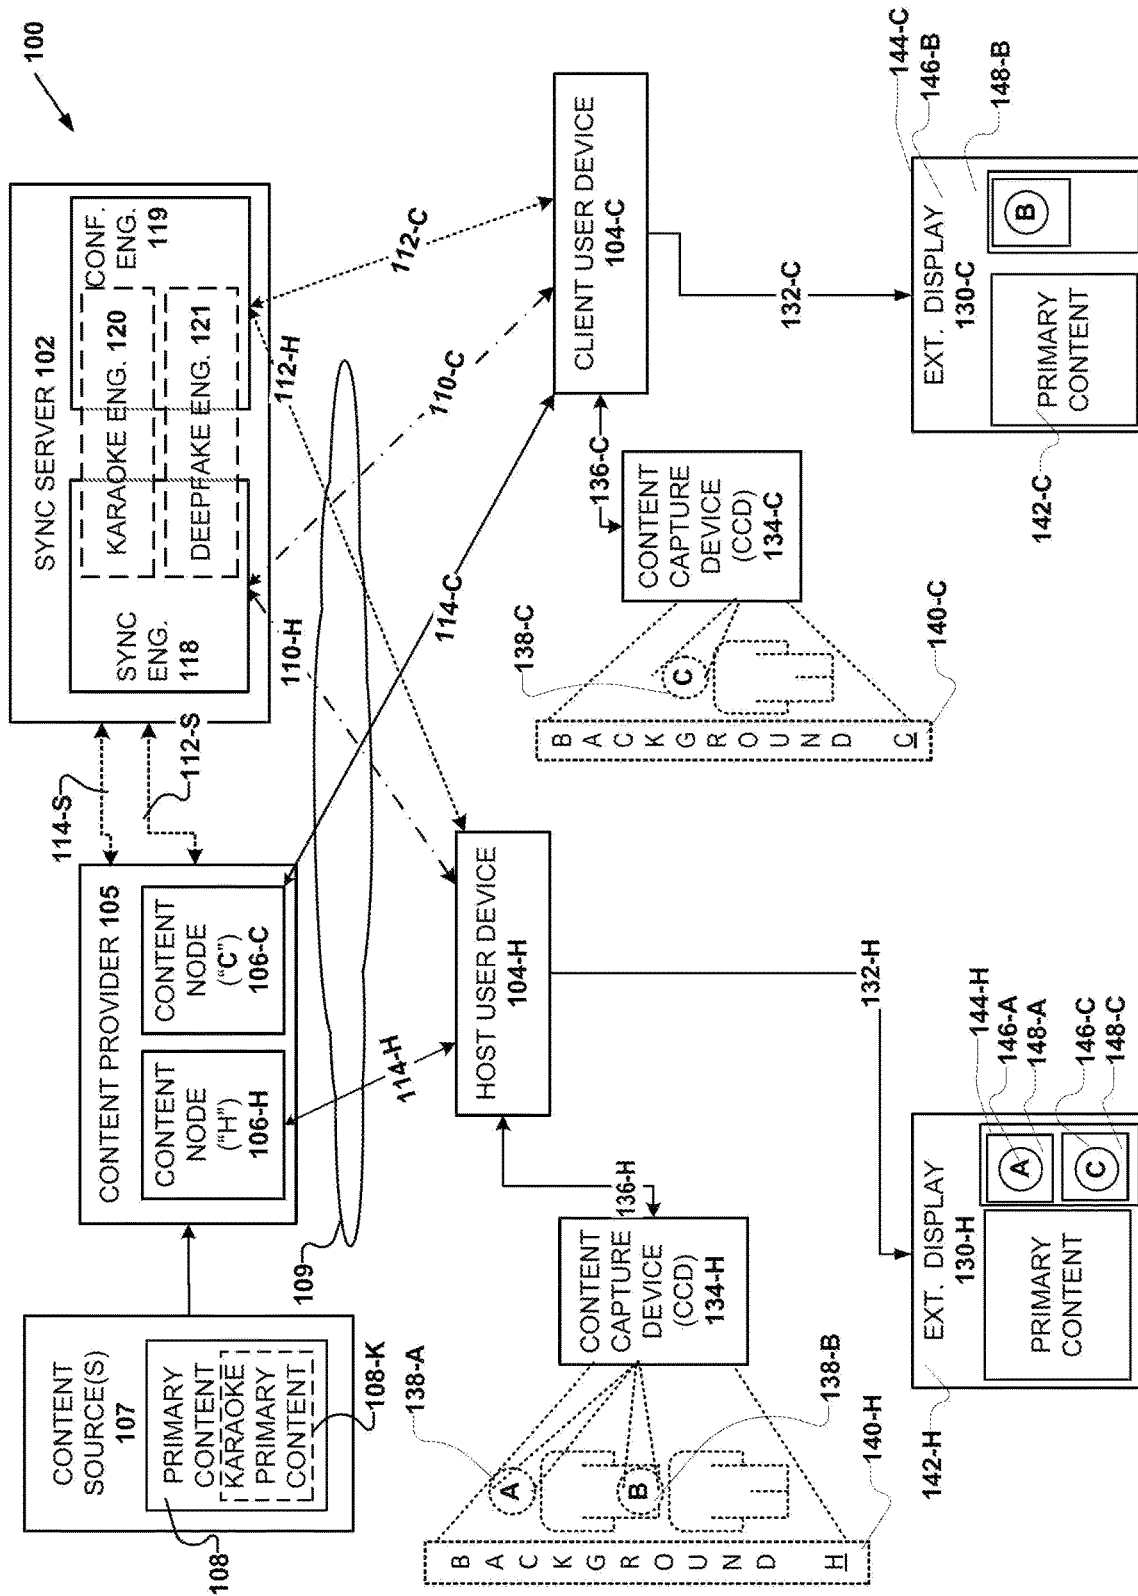 100
SYNC SERVER 102
SYNC
ENG.
118
KARAOKE ENG. 120
DEEPFAKE ENG. 121
CONF.
ENG.
119
114-S
112-S
CONTENT PROVIDER 105
CONTENT
NODE
("H")
106-H
CONTENT
NODE
("C")
106-C
CONTENT
SOURCE(S)
107
PRIMARY
CONTENT
KARAOKE
PRIMARY
CONTENT
108
108-K
109
110-H
112-H
110-C
112-C
114-H
114-C
HOST USER DEVICE
104-H
CLIENT USER DEVICE
104-C
136-H
132-H
136-C
132-C
CONTENT
CAPTURE
DEVICE
(CCD)
134-H
CONTENT
CAPTURE
DEVICE
(CCD)
134-C
138-A
A
B
138-B
BACKGROUND H
140-H
138-C
C
BACKGROUND C
140-C
EXT. DISPLAY
130-H
PRIMARY
CONTENT
A
C
142-H
144-H
146-A
148-A
146-C
148-C
EXT. DISPLAY
130-C
PRIMARY
CONTENT
B
142-C
144-C
146-B
148-B